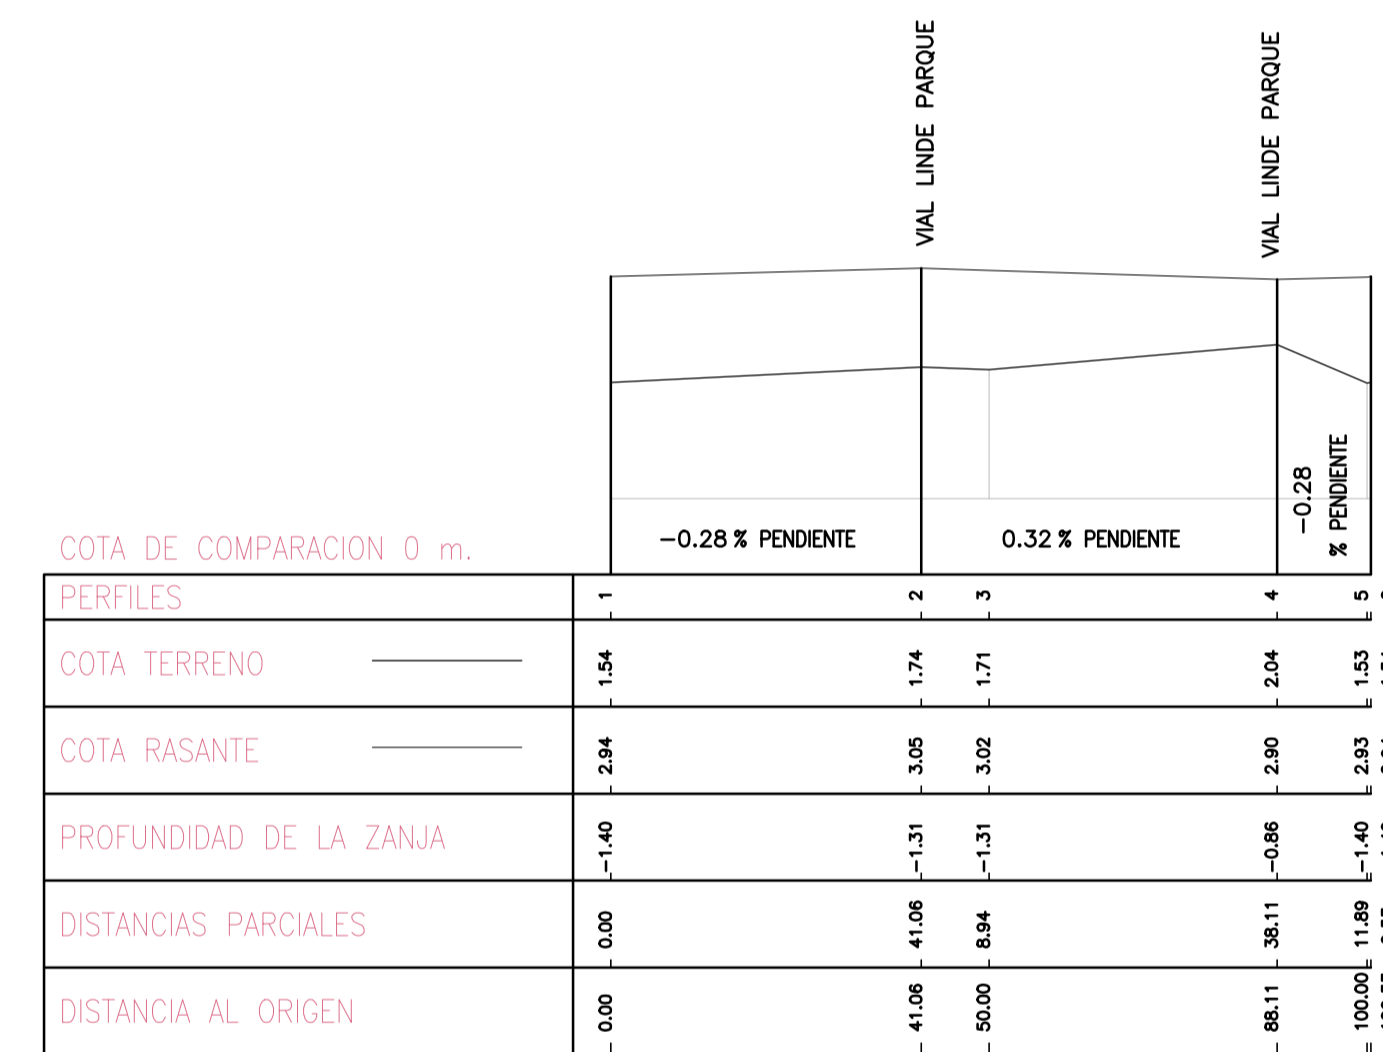 VIAL LINDE PARQUE
VIAL LINDE PARQUE
-0.28 % PENDIENTE
0.32 % PENDIENTE
-0.28
% PENDIENTE
COTA DE COMPARACION 0 m.
PERFILES 1 2 3 4 5
COTA TERRENO 1.54 1.74 1.71 2.04 1.53
COTA RASANTE 2.94 3.05 3.02 2.90 2.93
PROFUNDIDAD DE LA ZANJA -1.40 -1.31 -1.31 -0.86 -1.40
DISTANCIAS PARCIALES 0.00 41.06 8.94 38.11 11.89
DISTANCIA AL ORIGEN 0.00 41.06 50.00 88.11 100.00